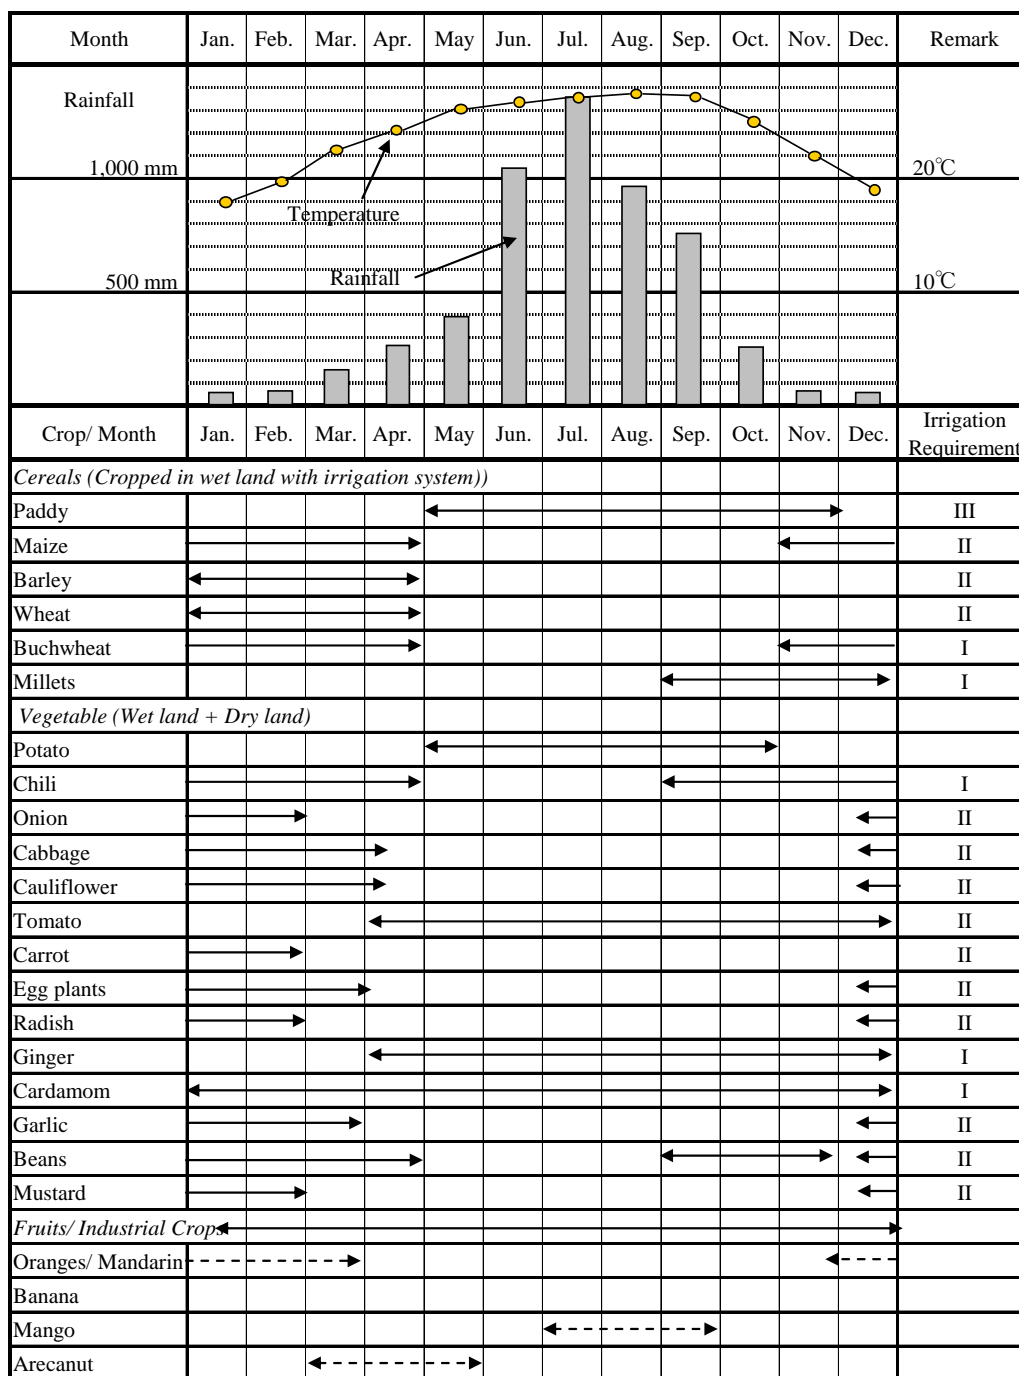 Month Jan. Feb. Mar. Apr. May Jun. Jul. Aug. Sep. Oct. Nov. Dec. Remark
Rainfall
1,000 mm 20℃
Temperature
Rainfall
500 mm 10℃
Crop/ Month Jan. Feb. Mar. Apr. May Jun. Jul. Aug. Sep. Oct. Nov. Dec. Irrigation Requirement
Cereals (Cropped in wet land with irrigation system))
Paddy III
Maize II
Barley II
Wheat II
Buchwheat I
Millets I
Vegetable (Wet land + Dry land)
Potato
Chili I
Onion II
Cabbage II
Cauliflower II
Tomato II
Carrot II
Egg plants II
Radish II
Ginger I
Cardamom I
Garlic II
Beans II
Mustard II
Fruits/ Industrial Crops
Oranges/ Mandarin
Banana
Mango
Arecanut